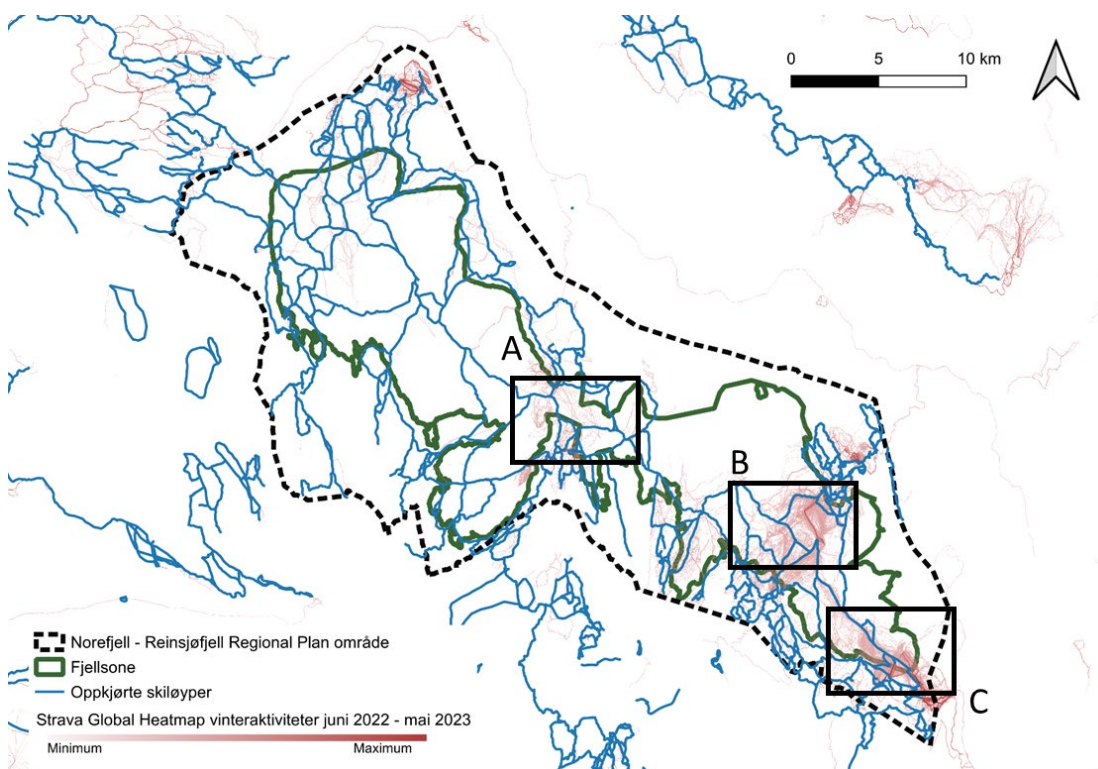 0 5 10 km
A
B
C
Norefjell - Reinsjøfjell Regional Plan område
Fjellsone
Oppkjørte skiløyper
Strava Global Heatmap vinteraktiviteter juni 2022 - mai 2023
Minimum Maximum